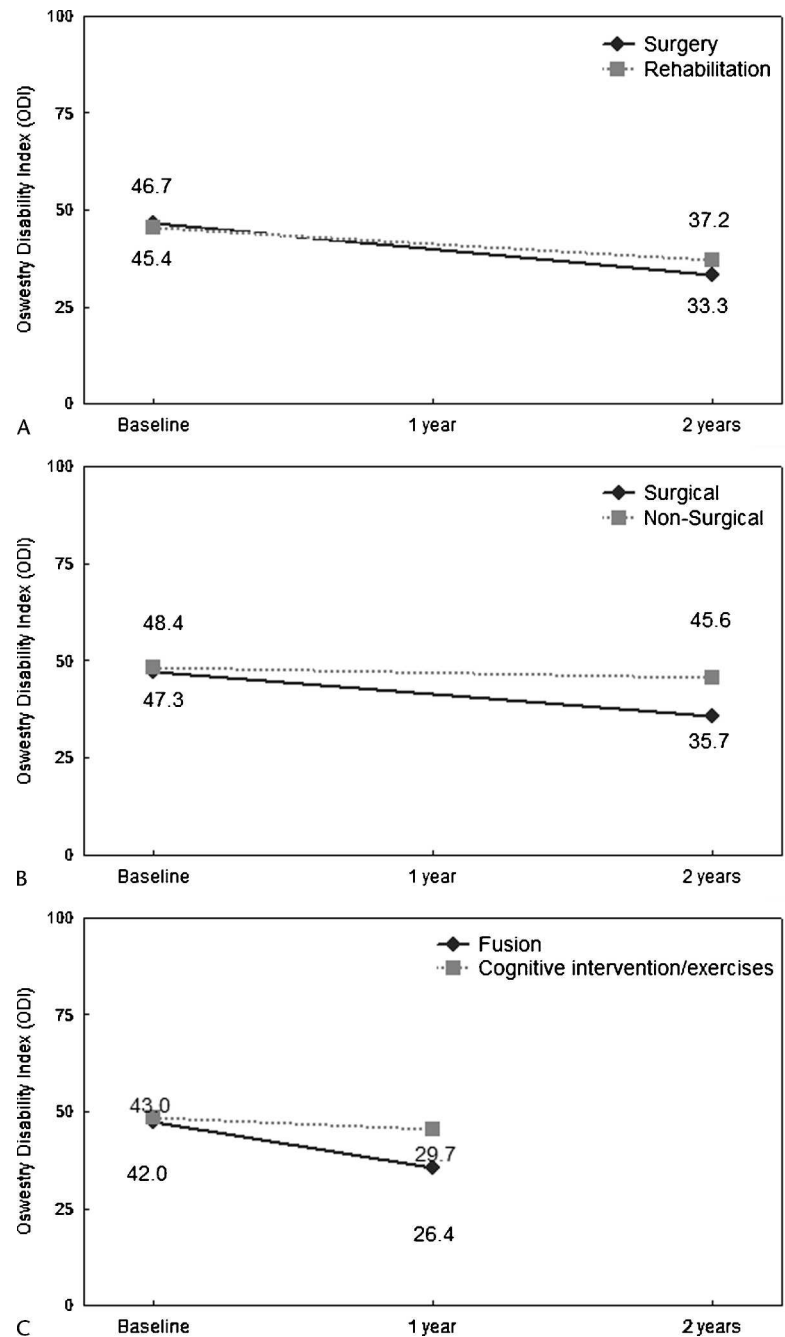 100
Surgery
Rehabilitation
75
Oswestry Disability Index (ODI)
46.7
50
37.2
45.4
33.3
25
0
A
Baseline 1 year 2 years
100
Surgical
Non-Surgical
75
Oswestry Disability Index (ODI)
48.4
45.6
50
47.3
35.7
25
0
B
Baseline 1 year 2 years
100
Fusion
Cognitive intervention/exercises
75
Oswestry Disability Index (ODI)
50
43.0
29.7
42.0
25
26.4
0
C
Baseline 1 year 2 years